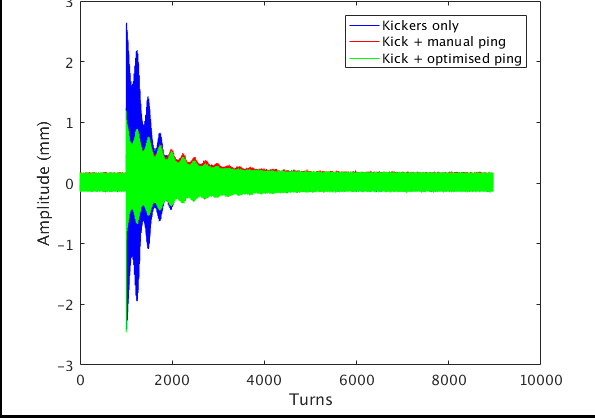 3
Kickers only
Kick + manual ping
Kick + optimised ping
2
1
0
-1
-2
-3
Amplitude (mm)
0 2000 4000 6000 8000 10000
Turns